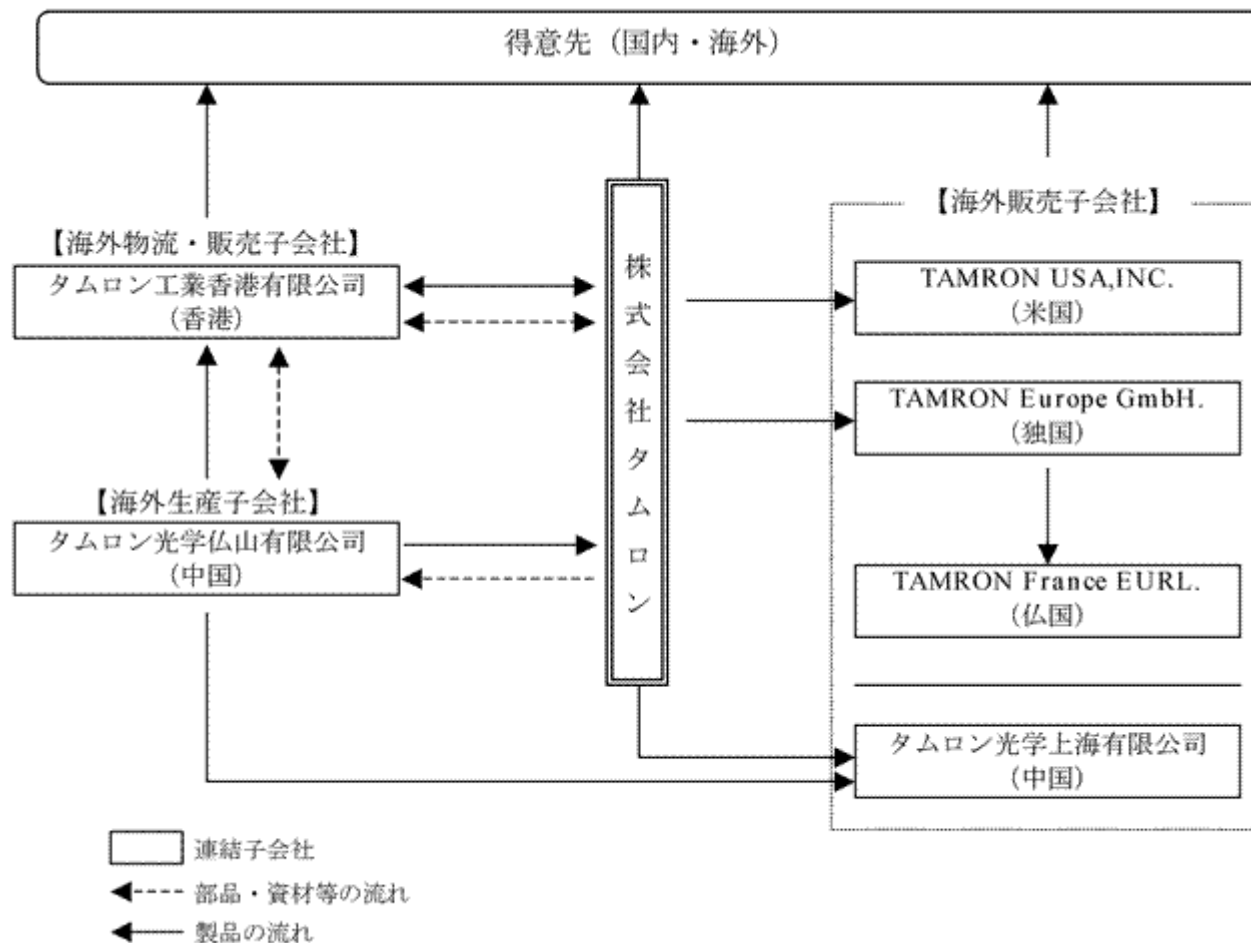 得意先（国内・海外）
【海外物流・販売子会社】
タムロン工業香港有限公司
（香港）
【海外生産子会社】
タムロン光学仏山有限公司
（中国）
株式会社タムロン
【海外販売子会社】
TAMRON USA,INC.
（米国）
TAMRON Europe GmbH.
（独国）
TAMRON France EURL.
（仏国）
タムロン光学上海有限公司
（中国）
連結子会社
部品・資材等の流れ
製品の流れ